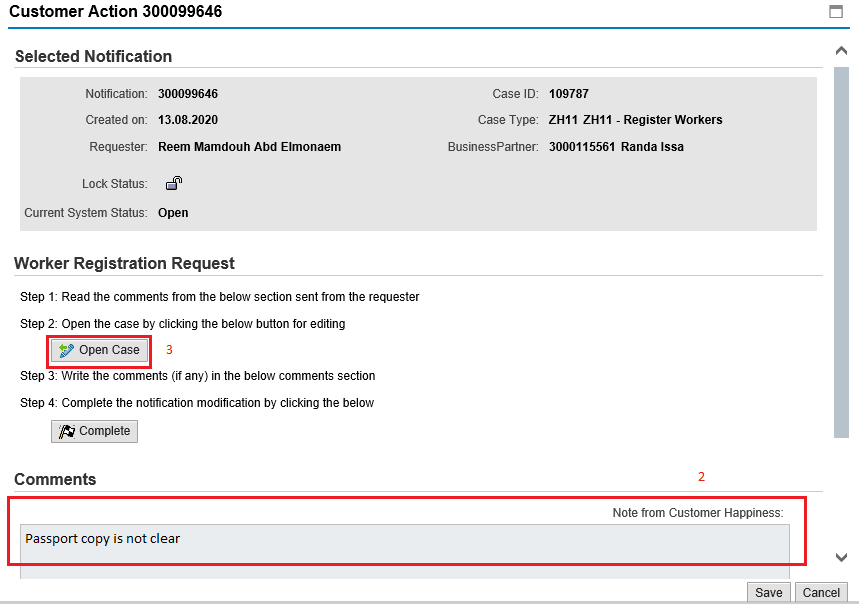 Customer Action 300099646
Selected Notification
Notification: 300099646 Case ID: 109787
Created on: 13.08.2020 Case Type: ZH11 ZH11 - Register Workers
Requester: Reem Mamdouh Abd Elmonaem BusinessPartner: 3000115561 Randa Issa
Lock Status:
Current System Status: Open
Worker Registration Request
Step 1: Read the comments from the below section sent from the requester
Step 2: Open the case by clicking the below button for editing
Open Case 3
Step 3: Write the comments (if any) in the below comments section
Step 4: Complete the notification modification by clicking the below
Complete
Comments 2
Note from Customer Happiness:
Passport copy is not clear
Save Cancel